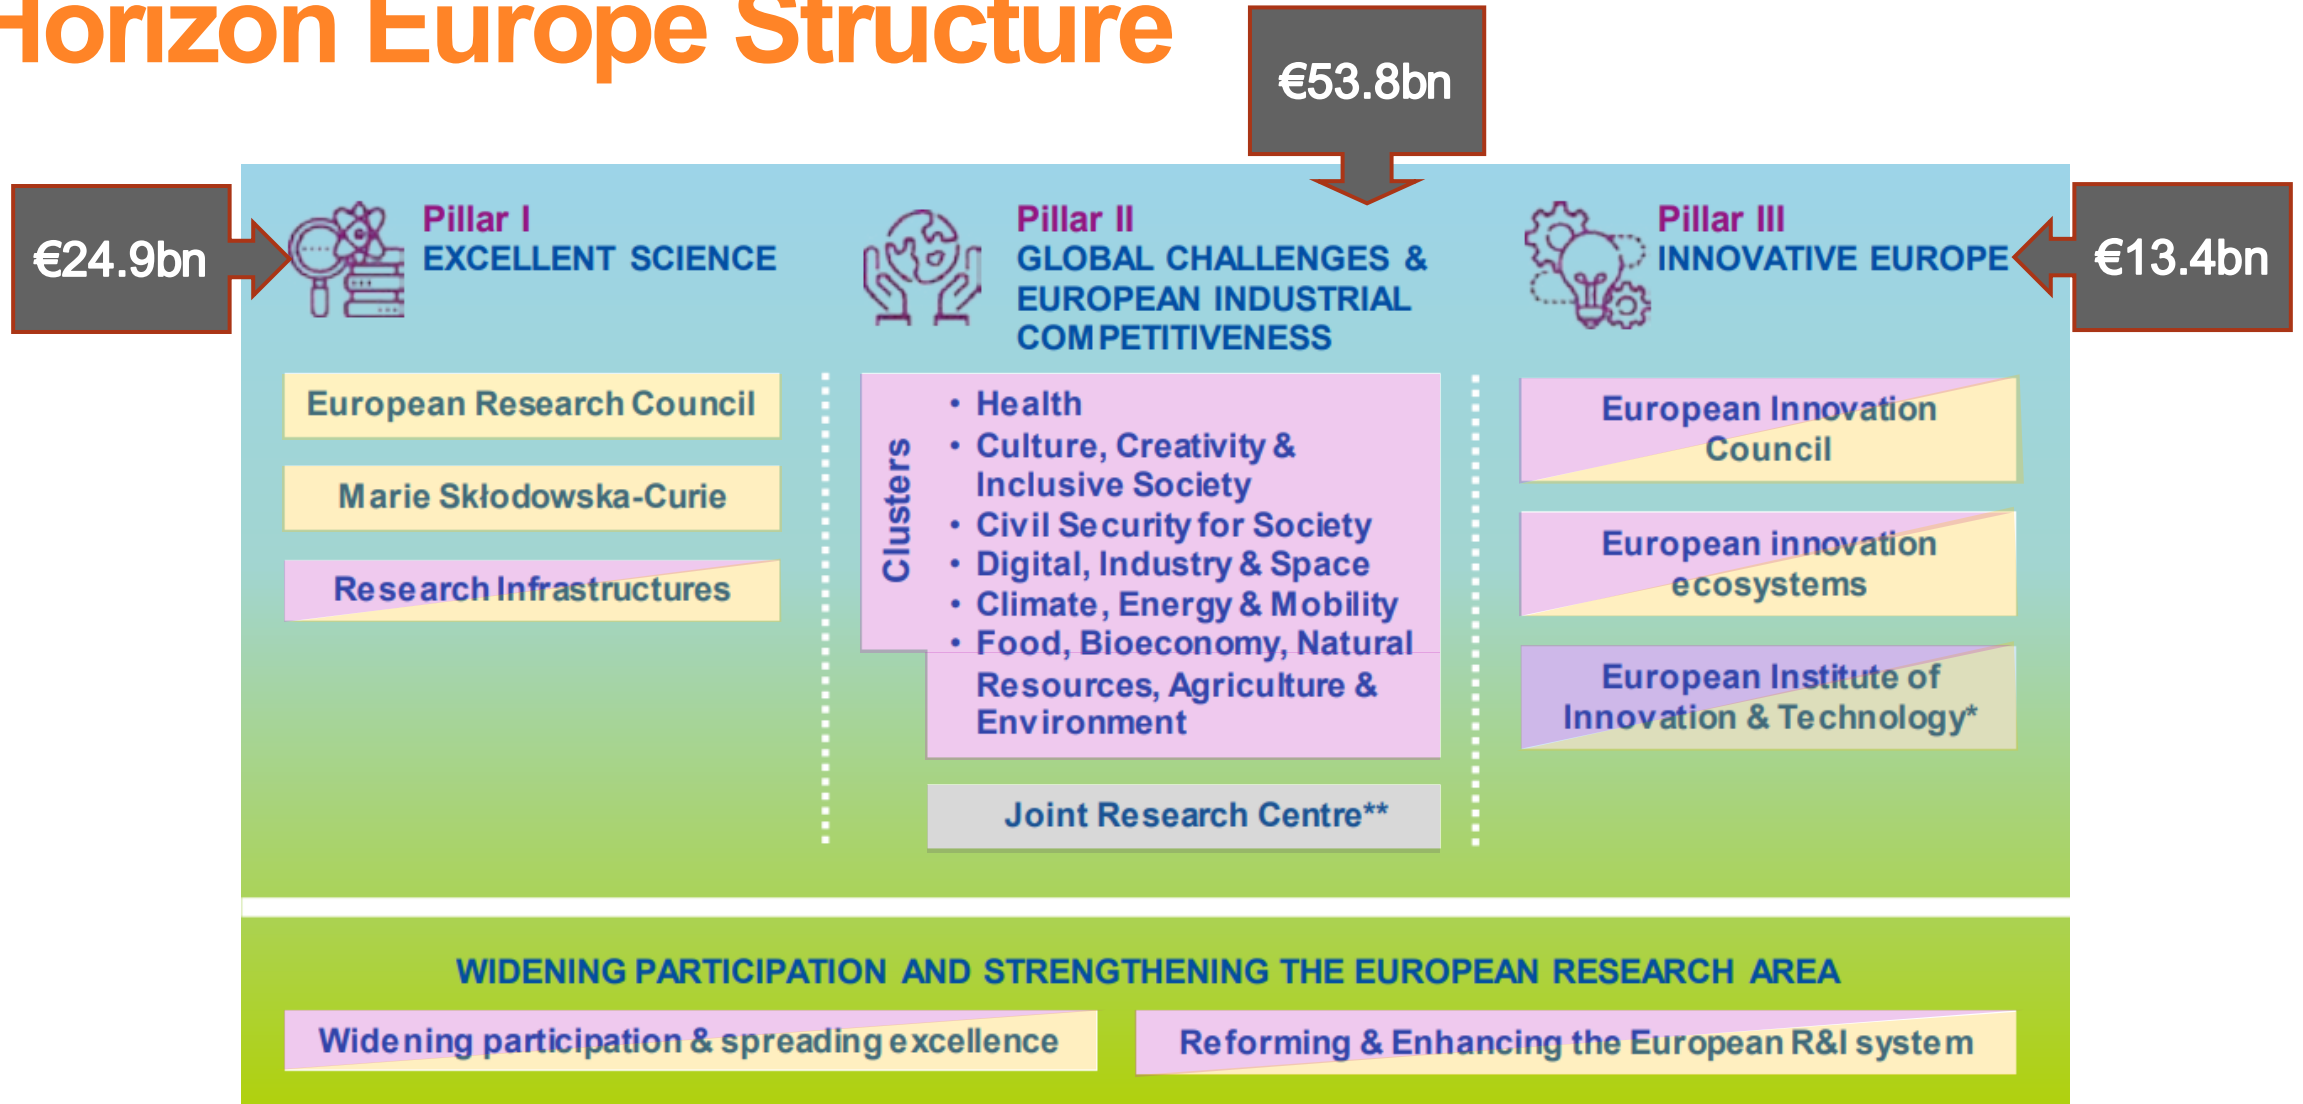 Horizon Europe Structure
€53.8bn
€24.9bn
€13.4bn
Pillar I
EXCELLENT SCIENCE
European Research Council
Marie Skłodowska-Curie
Research Infrastructures
Pillar II
GLOBAL CHALLENGES &
EUROPEAN INDUSTRIAL
COMPETITIVENESS
Clusters
• Health
• Culture, Creativity &
Inclusive Society
• Civil Security for Society
• Digital, Industry & Space
• Climate, Energy & Mobility
• Food, Bioeconomy, Natural
Resources, Agriculture &
Environment
Joint Research Centre**
Pillar III
INNOVATIVE EUROPE
European Innovation
Council
European innovation
ecosystems
European Institute of
Innovation & Technology*
WIDENING PARTICIPATION AND STRENGTHENING THE EUROPEAN RESEARCH AREA
Widening participation & spreading excellence
Reforming & Enhancing the European R&I system